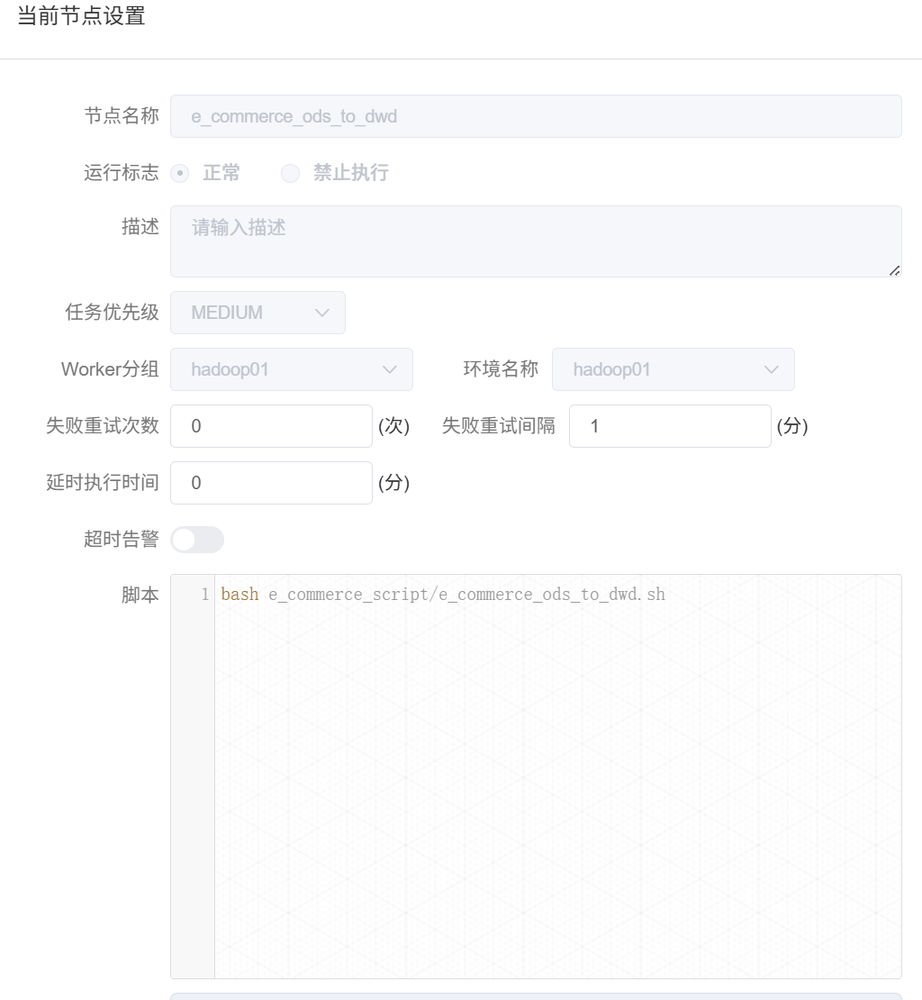 当前节点设置
节点名称 e_commerce_ods_to_dwd
运行标志 正常 禁止执行
描述 请输入描述
任务优先级 MEDIUM
Worker分组 hadoop01 环境名称 hadoop01
失败重试次数 0 (次) 失败重试间隔 1 (分)
延时执行时间 0 (分)
超时告警
脚本 1 bash e_commerce_script/e_commerce_ods_to_dwd.sh